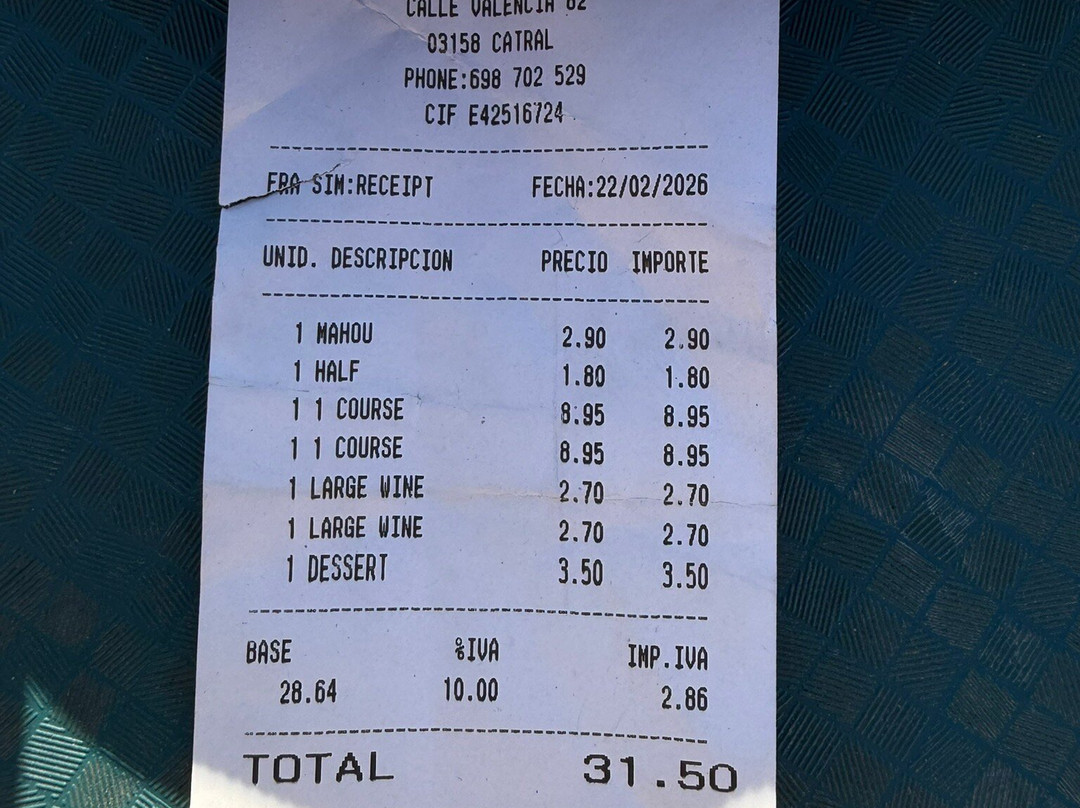 CALLE VALENCIA 62
03158 CATRAL
PHONE:698 702 529
CIF E42516724
FRA SIM:RECEIPT FECHA:22/02/2026
UNID. DESCRIPCION PRECIO IMPORTE
1 MAHOU 2.90 2.90
1 HALF 1.80 1.80
1 1 COURSE 8.95 8.95
1 1 COURSE 8.95 8.95
1 LARGE WINE 2.70 2.70
1 LARGE WINE 2.70 2.70
1 DESSERT 3.50 3.50
BASE %IVA IMP.IVA
28.64 10.00 2.86
TOTAL 31.50